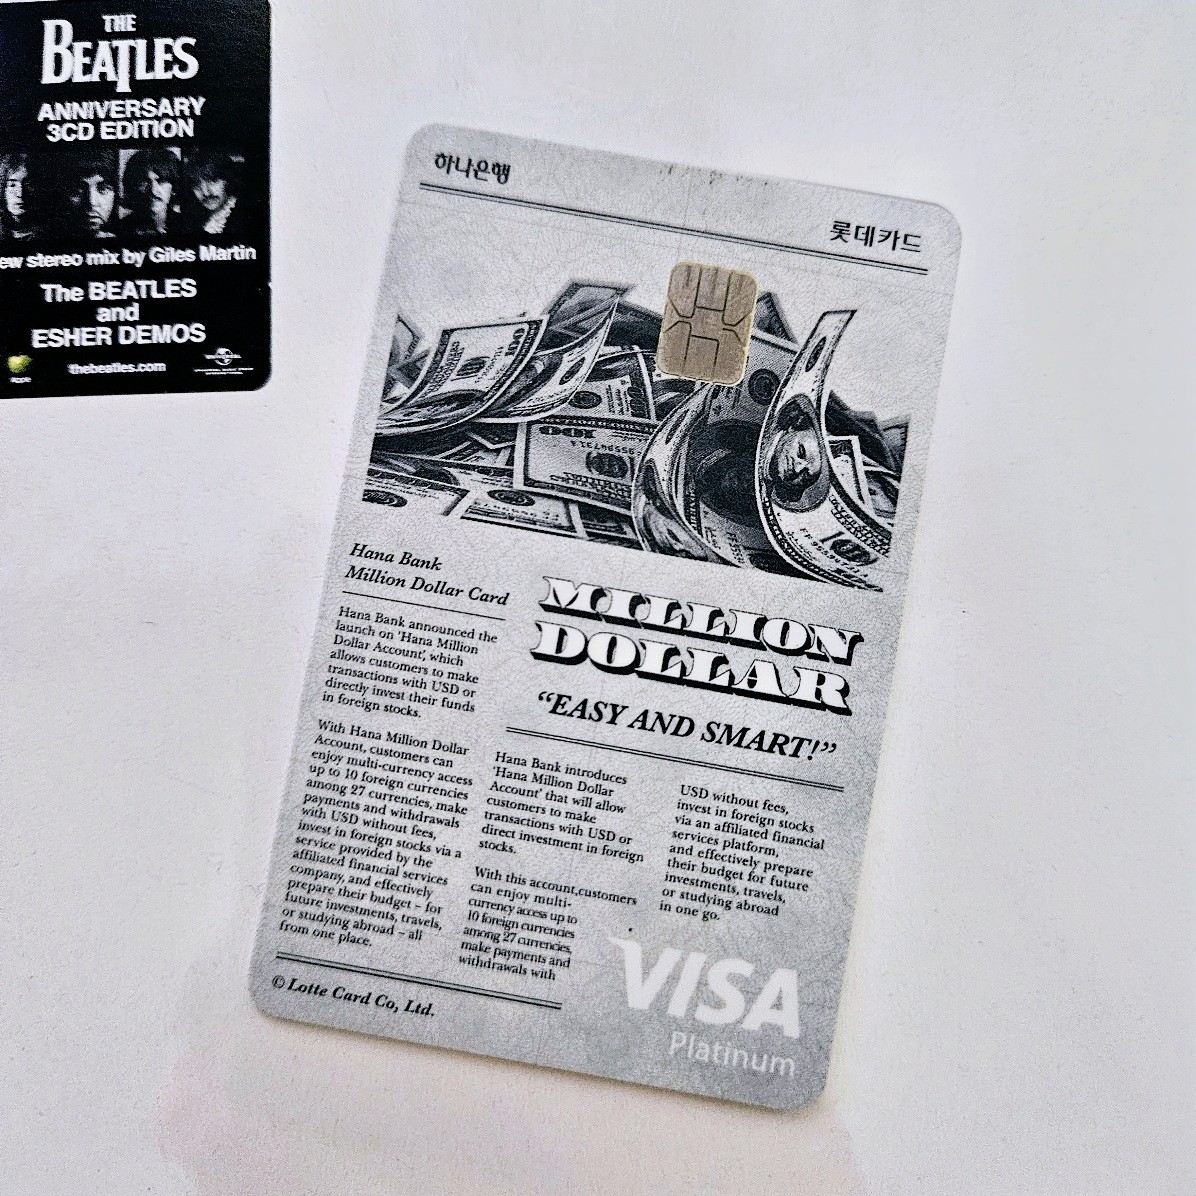 THE
BEATLES
ANNIVERSARY
3CD EDITION
ew stereo mix by Giles Martin
The BEATLES
and
ESHER DEMOS
thebeatles.com
UNIVERSAL
하나은행
롯데카드
100
100
Hana Bank
Million Dollar Card
Hana Bank announced the
launch on 'Hana Million
Dollar Account', which
allows customers to make
transactions with USD or
directly invest their funds
in foreign stocks.
With Hana Million Dollar
Account, customers can
enjoy multi-currency access
up to 10 foreign currencies
among 27 currencies, make
payments and withdrawals
with USD without fees,
invest in foreign stocks via a
service provided by the
affiliated financial services
company, and effectively
prepare their budget – for
future investments, travels,
or studying abroad – all
from one place.
© Lotte Card Co, Ltd.
MILLION
DOLLAR
“EASY AND SMART!”
Hana Bank introduces
'Hana Million Dollar
Account' that will allow
customers to make
transactions with USD or
direct investment in foreign
stocks.
With this account,customers
can enjoy multi-
currency access up to
10 foreign currencies
among 27 currencies,
make payments and
withdrawals with
USD without fees,
invest in foreign stocks
via an affiliated financial
services platform,
and effectively prepare
their budget for future
investments, travels,
or studying abroad
in one go.
VISA
Platinum